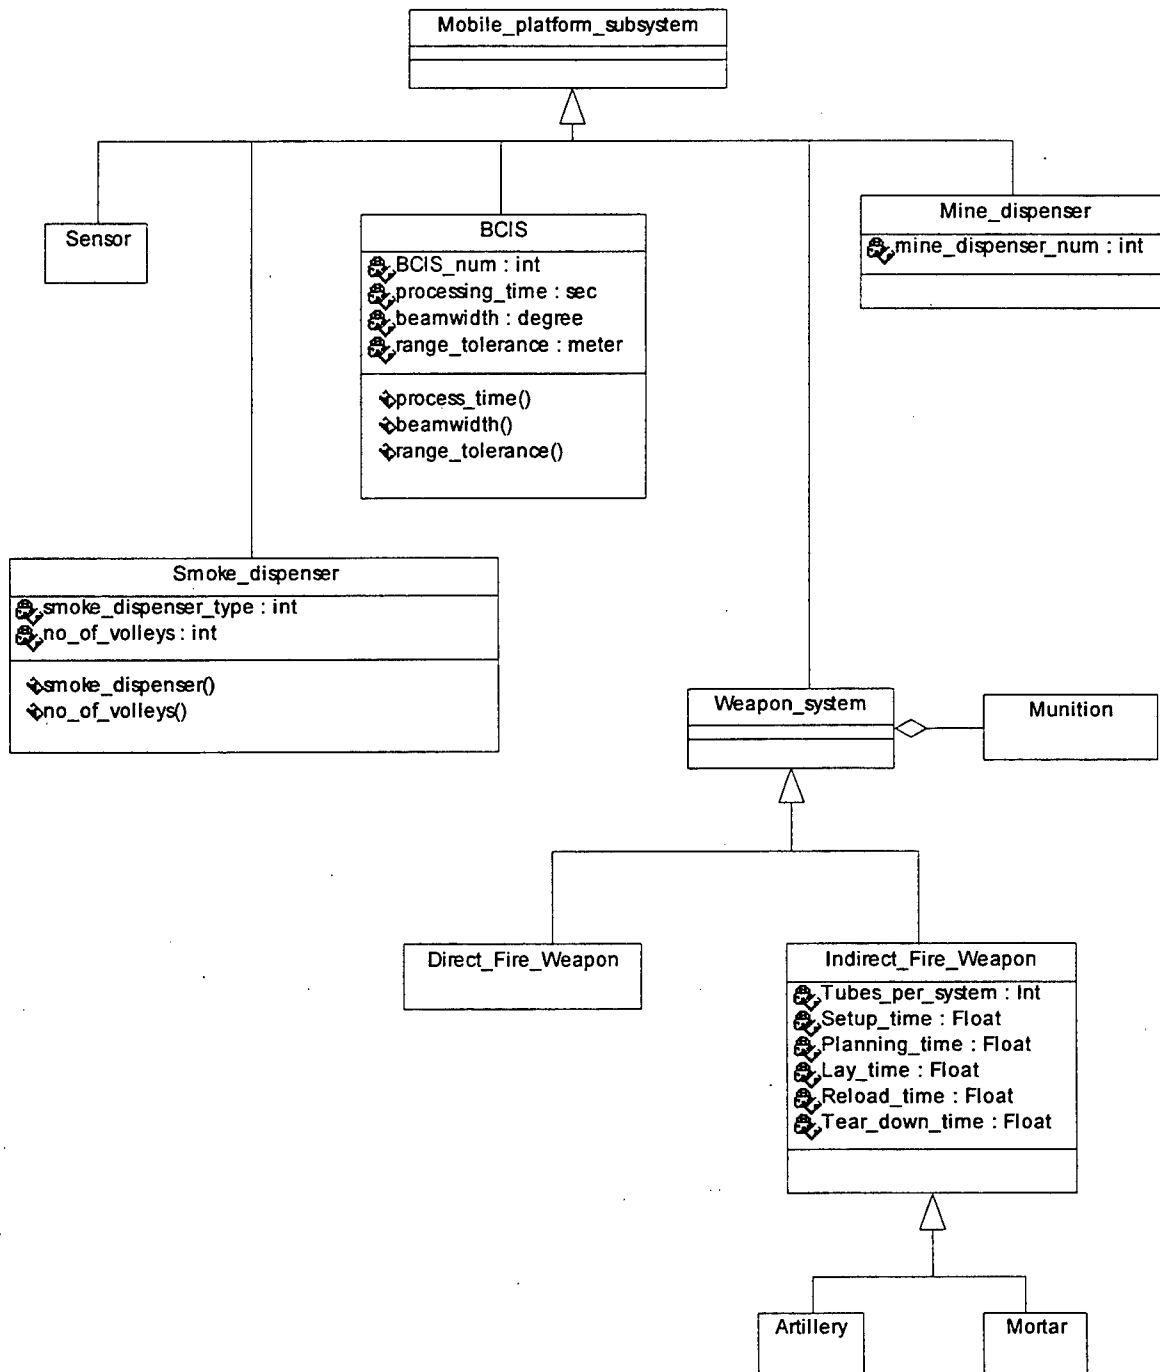 Mobile_platform_subsystem
Sensor
BCIS
BCIS_num : int
processing_time : sec
beamwidth : degree
range_tolerance : meter
process_time()
beamwidth()
range_tolerance()
Mine_dispenser
mine_dispenser_num : int
Smoke_dispenser
smoke_dispenser_type : int
no_of_volleys : int
smoke_dispenser()
no_of_volleys()
Weapon_system
Munition
Direct_Fire_Weapon
Indirect_Fire_Weapon
Tubes_per_system : Int
Setup_time : Float
Planning_time : Float
Lay_time : Float
Reload_time : Float
Tear_down_time : Float
Artillery
Mortar